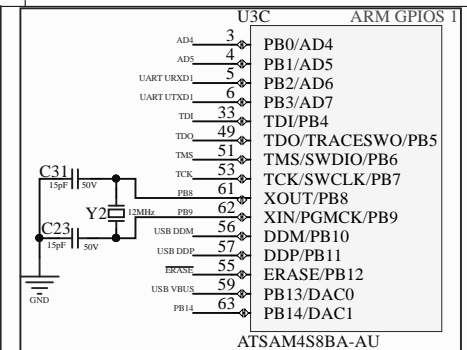 U3C ARM GPIOS 1
AD4 3 PB0/AD4
AD5 4 PB1/AD5
UART URXD1 5 PB2/AD6
UART UTXD1 6 PB3/AD7
TDI 33 TDI/PB4
TDO 49 TDO/TRACESWO/PB5
TMS 51 TMS/SWDIO/PB6
TCK 53 TCK/SWCLK/PB7
C31
15pF 50V
PB8 61 XOUT/PB8
Y2 12MHz
PB9 62 XIN/PGMCK/PB9
C23
15pF 50V
USB DDM 56 DDM/PB10
USB DDP 57 DDP/PB11
ERASE 55 ERASE/PB12
USB VBUS 59 PB13/DAC0
GND
PB14 63 PB14/DAC1
ATSAM4S8BA-AU